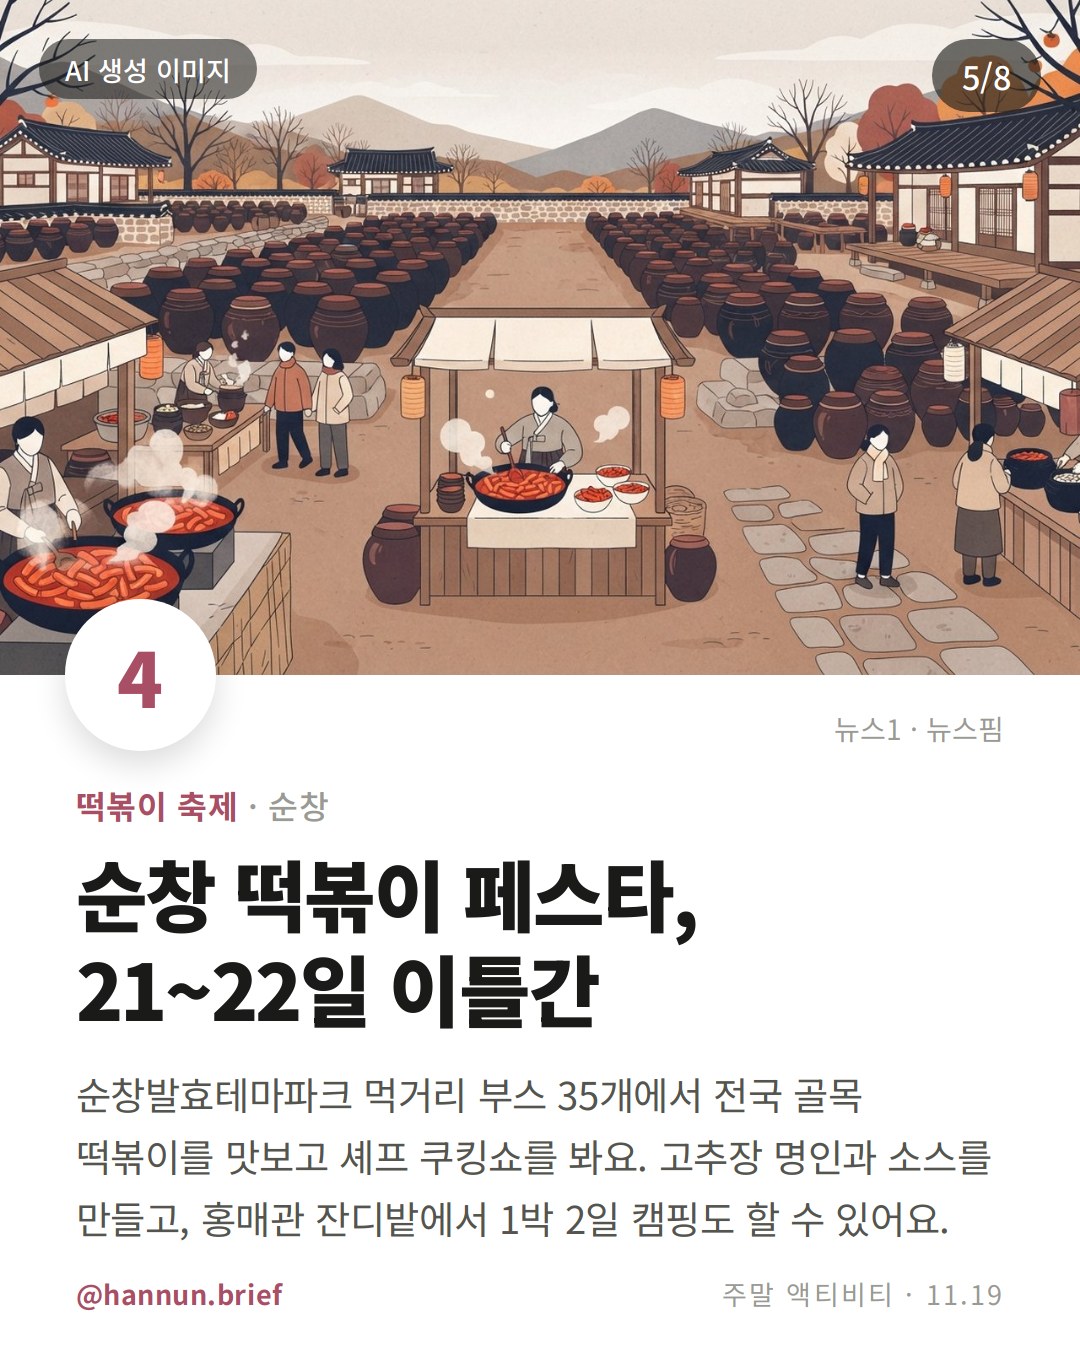 AI 생성 이미지
5/8
4
뉴스1 · 뉴스핌
떡볶이 축제 · 순창
순창 떡볶이 페스타,
21~22일 이틀간
순창발효테마파크 먹거리 부스 35개에서 전국 골목
떡볶이를 맛보고 셰프 쿠킹쇼를 봐요. 고추장 명인과 소스를
만들고, 홍매관 잔디밭에서 1박 2일 캠핑도 할 수 있어요.
@hannun.brief
주말 액티비티 · 11.19